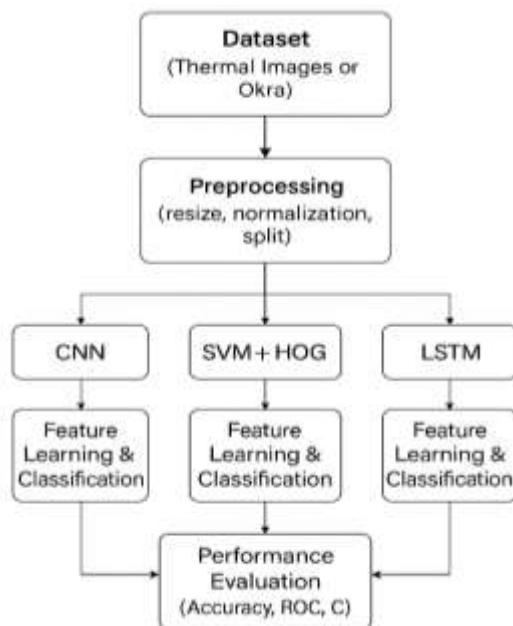 Dataset
(Thermal Images or
Okra)
Preprocessing
(resize, normalization,
split)
CNN
SVM + HOG
LSTM
Feature
Learning &
Classification
Feature
Learning &
Classification
Feature
Learning &
Classification
Performance
Evaluation
(Accuracy, ROC, C)